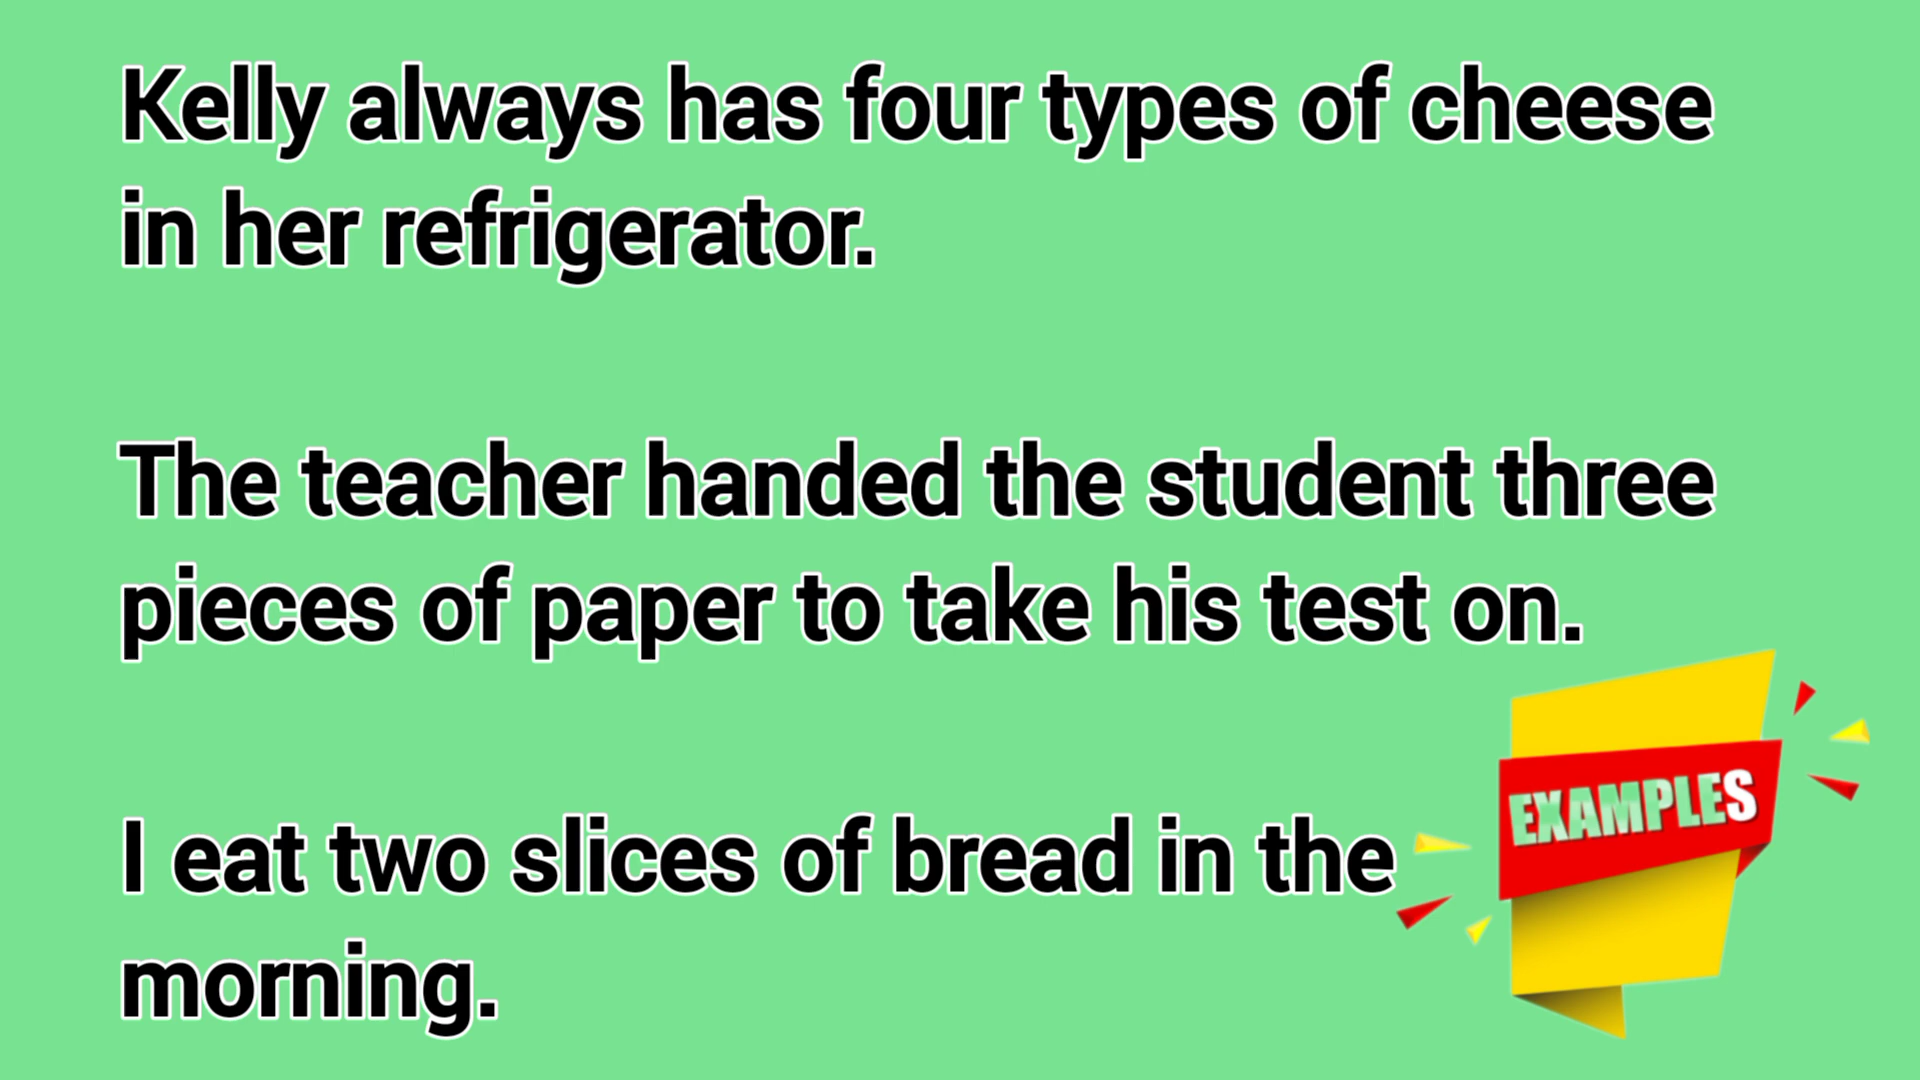 Kelly always has four types of cheese
in her refrigerator.
The teacher handed the student three
pieces of paper to take his test on.
I eat two slices of bread in the
morning.
EXAMPLES